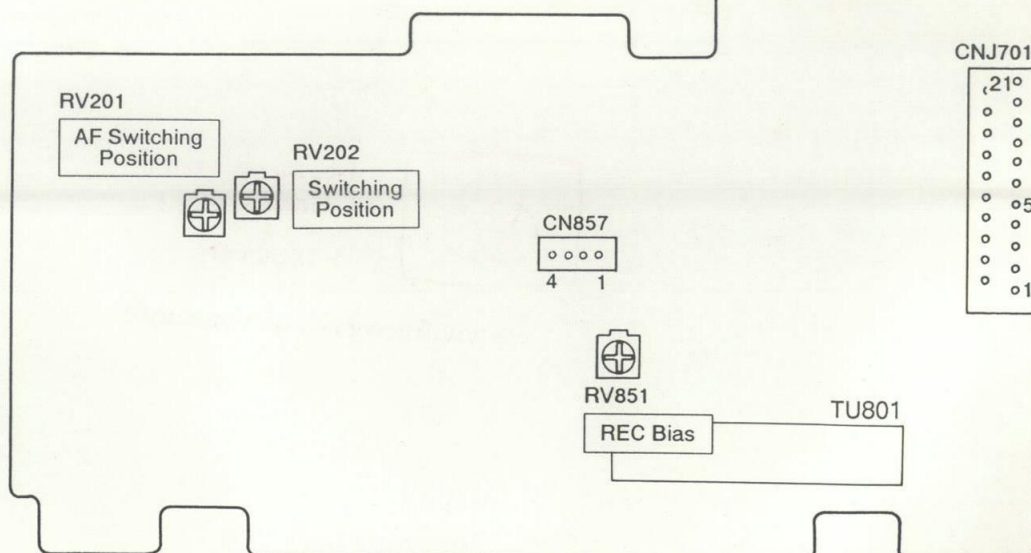 CNJ701
21
RV201
AF Switching
Position
RV202
Switching
Position
5
CN857
4 1
1
RV851
TU801
REC Bias